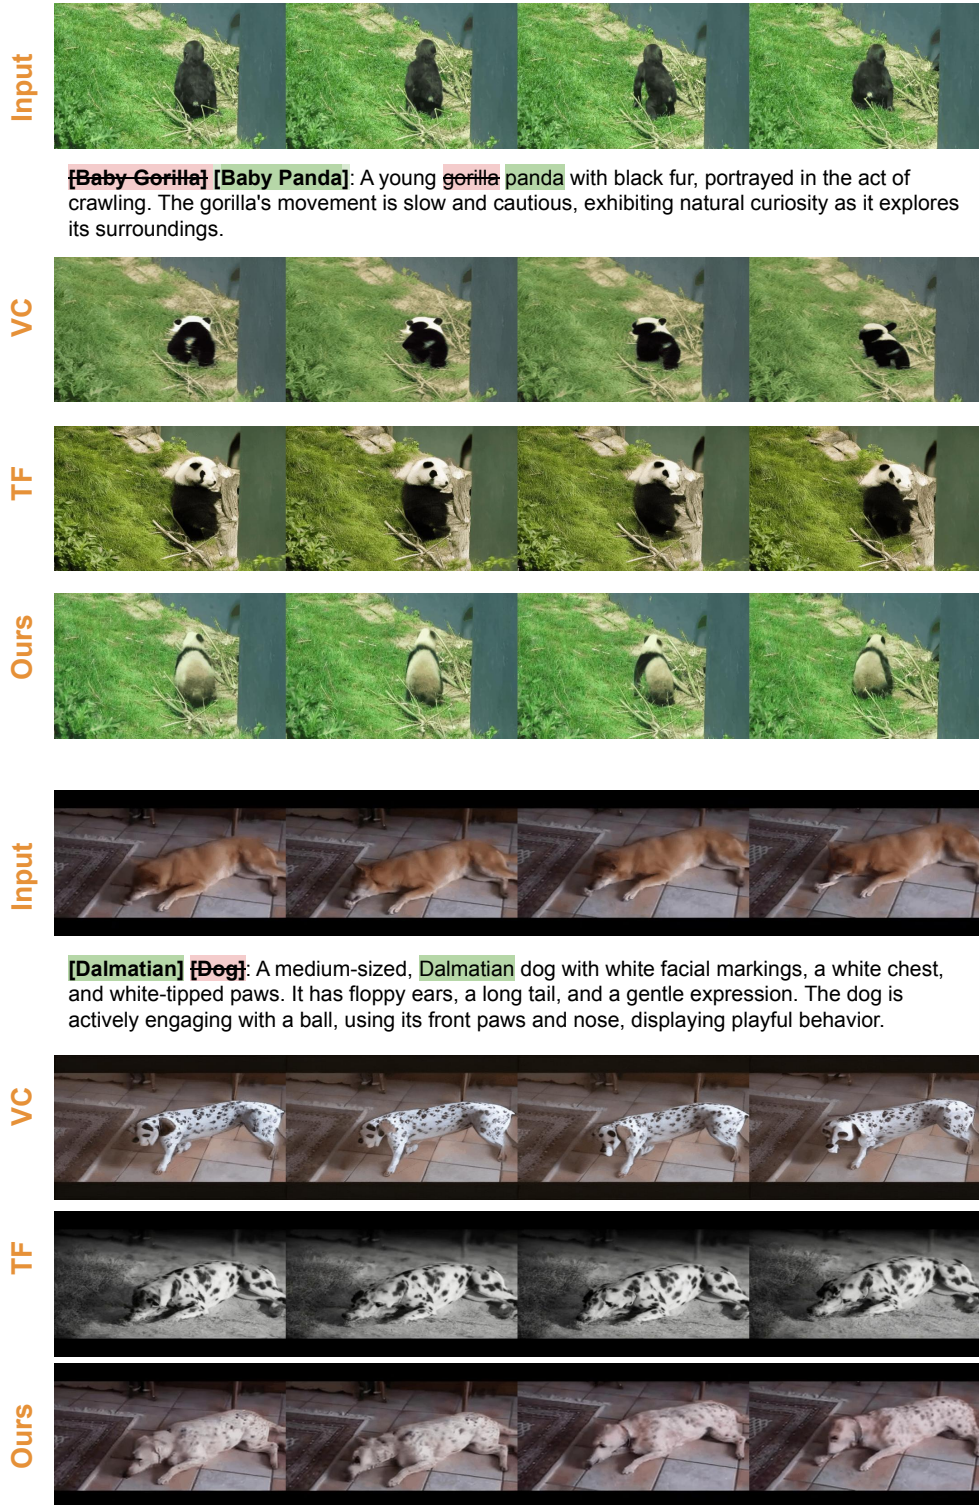 Input
[Baby Gorilla] [Baby Panda]: A young gorilla panda with black fur, portrayed in the act of
crawling. The gorilla's movement is slow and cautious, exhibiting natural curiosity as it explores
its surroundings.
VC
TF
Ours
Input
[Dalmatian] [Dog]: A medium-sized, Dalmatian dog with white facial markings, a white chest,
and white-tipped paws. It has floppy ears, a long tail, and a gentle expression. The dog is
actively engaging with a ball, using its front paws and nose, displaying playful behavior.
VC
TF
Ours